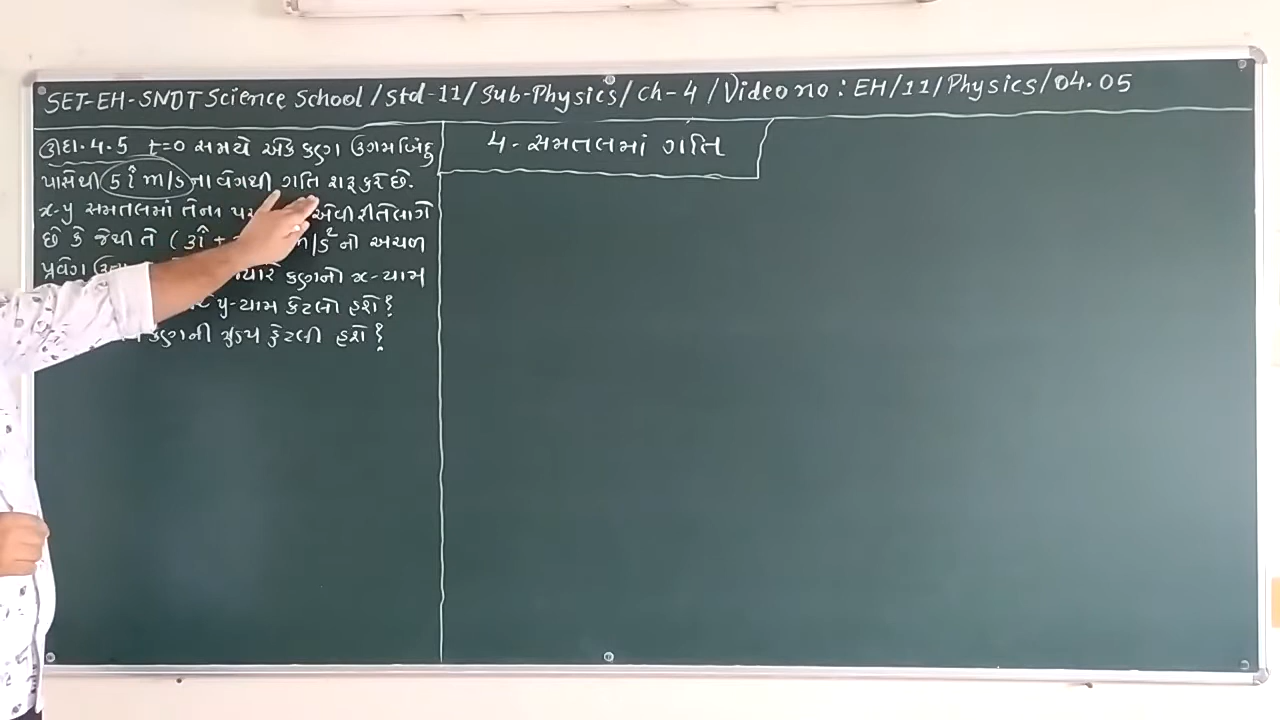 SET-EH-SNDT Science School / Std-11 / Sub-Physics / Ch-4 / Video no : EH/11/Physics/04.05
ઉદા.4.5 t=0 સમયે એક કણ ઉગમબિંદુ
પાસેથી 5 î m/s ના વેગથી ગતિ શરૂ કરે છે.
x-y સમતલમાં તેના પર એવી રીતે લાગે
છે કે જેથી તે (3î + m/s² નો અચળ
પ્રવેગ કણનો x-યામ
y-યામ કેટલો હશે?
કણની ઝડપ કેટલી હશે?
4-સમતલમાં ગતિ